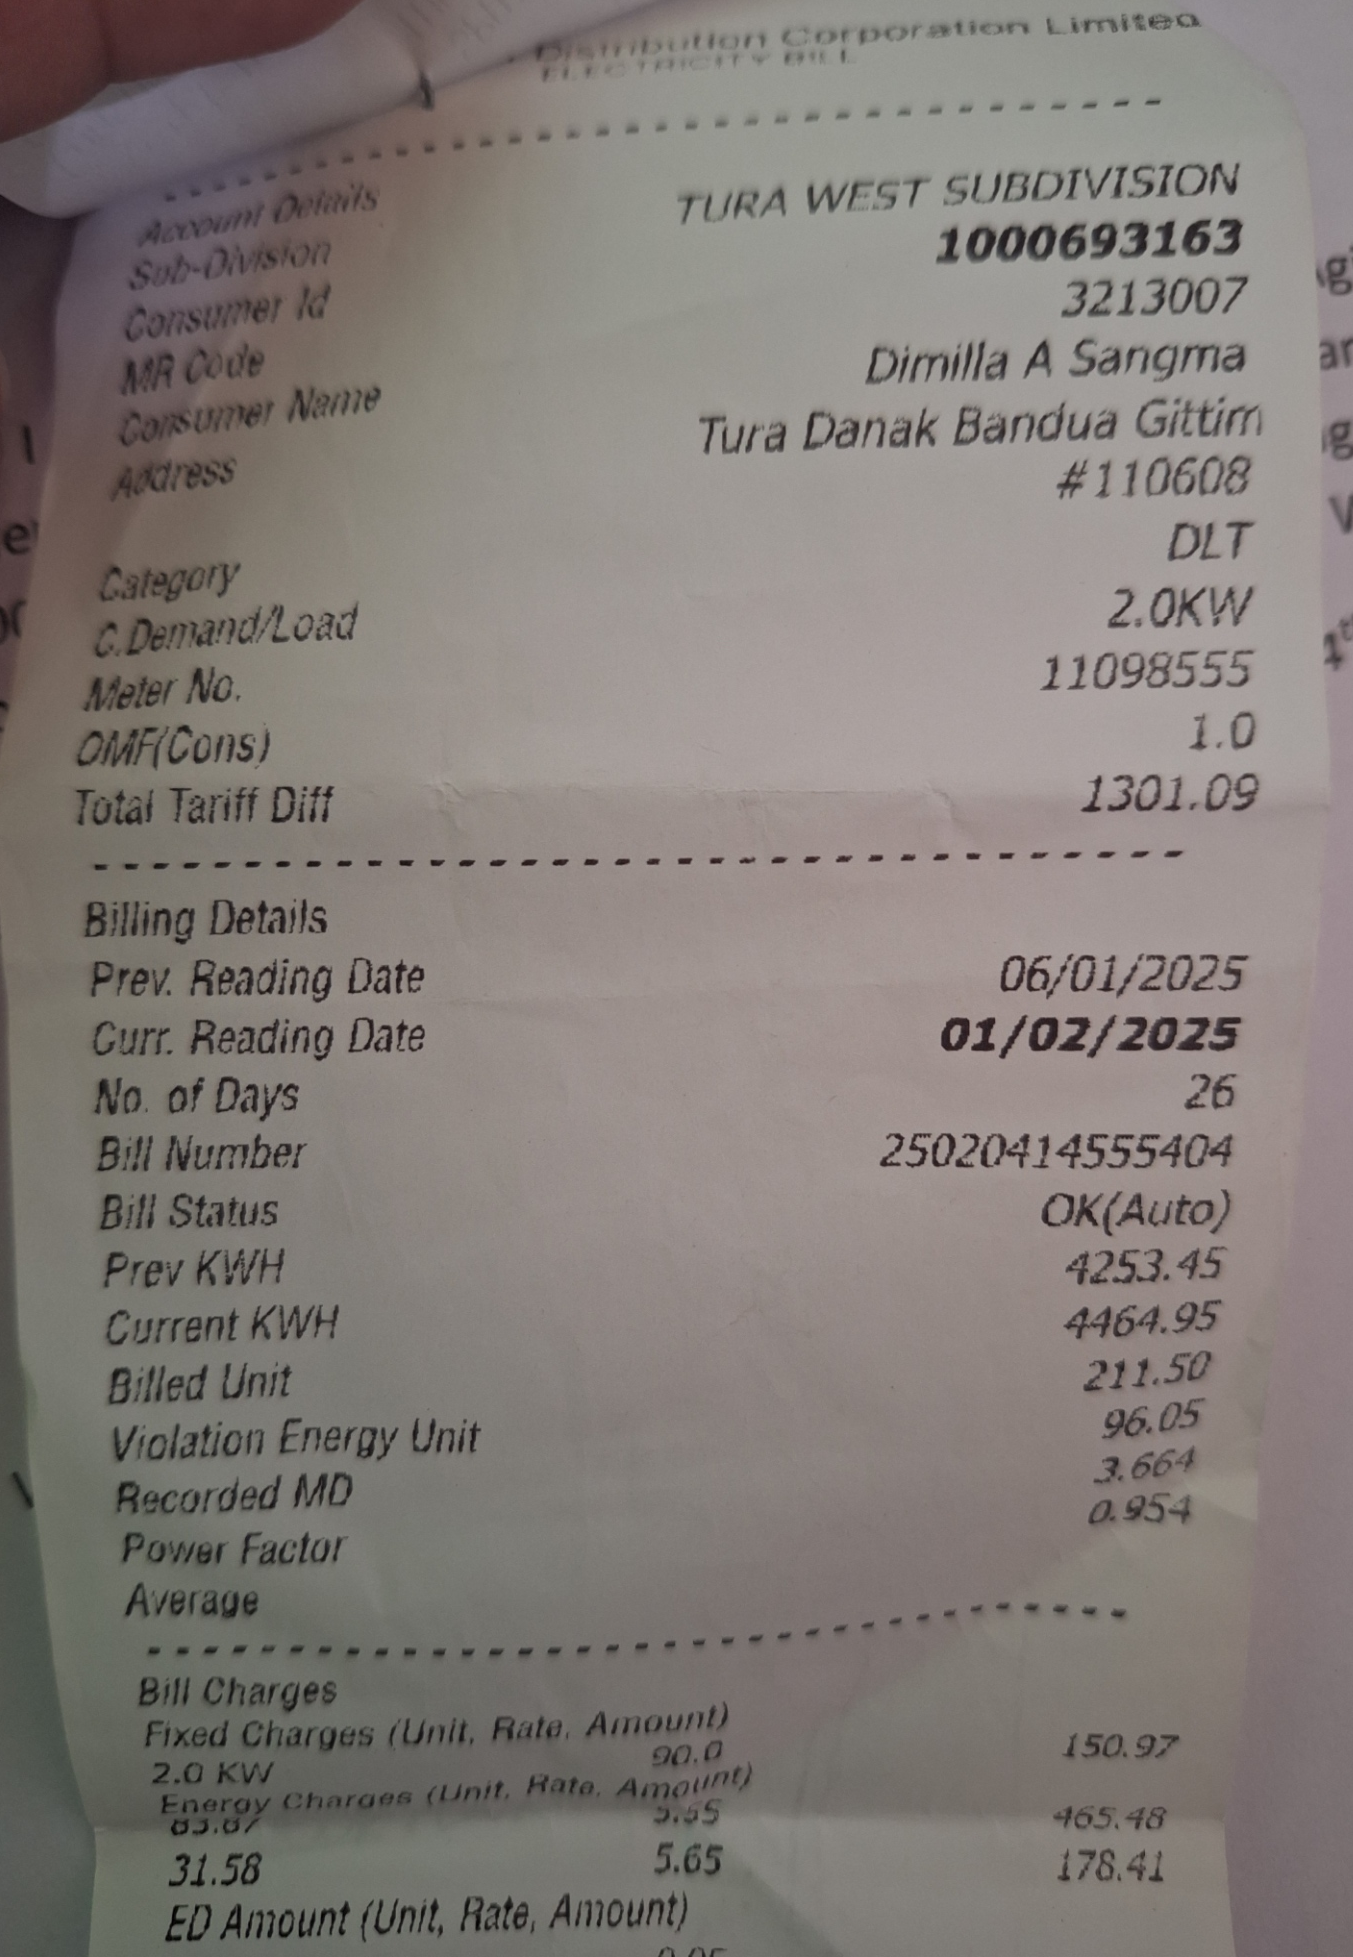 Distribution Corporation Limited
ELECTRICITY BILL
Account Details
Sub-Division TURA WEST SUBDIVISION
Consumer Id 1000693163
MR Code 3213007
Consumer Name Dimilla A Sangma
Address Tura Danak Bandua Gittim
#110608
Category DLT
C.Demand/Load 2.0KW
Meter No. 11098555
OMF(Cons) 1.0
Total Tariff Diff 1301.09
Billing Details
Prev. Reading Date 06/01/2025
Curr. Reading Date 01/02/2025
No. of Days 26
Bill Number 25020414555404
Bill Status OK(Auto)
Prev KWH 4253.45
Current KWH 4464.95
Billed Unit 211.50
Violation Energy Unit 96.05
Recorded MD 3.664
Power Factor 0.954
Average
Bill Charges
Fixed Charges (Unit, Rate, Amount)
2.0 KW 90.0 150.97
Energy Charges (Unit, Rate, Amount)
83.87 5.55 465.48
31.58 5.65 178.41
ED Amount (Unit, Rate, Amount)